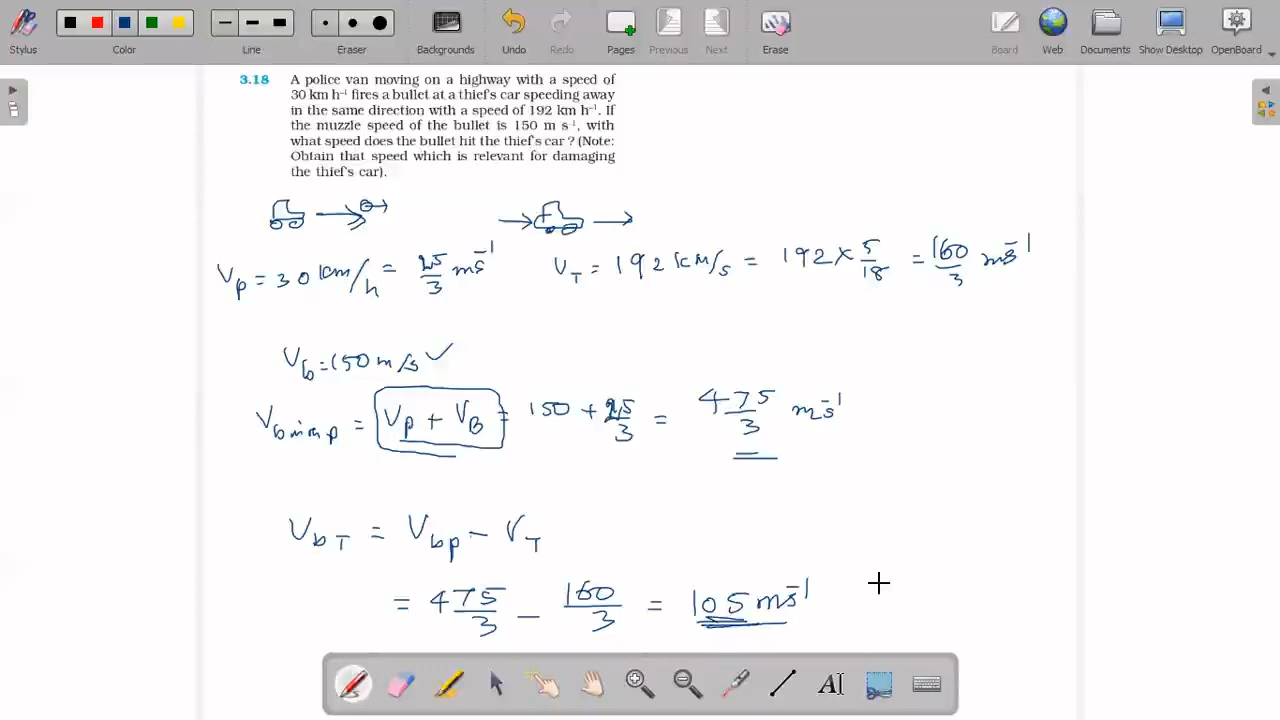 Stylus Color Line Eraser Backgrounds Undo Redo Pages Previous Next Erase Board Web Documents Show Desktop OpenBoard
3.18 A police van moving on a highway with a speed of
30 km h⁻¹ fires a bullet at a thief's car speeding away
in the same direction with a speed of 192 km h⁻¹. If
the muzzle speed of the bullet is 150 m s⁻¹, with
what speed does the bullet hit the thief's car ? (Note:
Obtain that speed which is relevant for damaging
the thief's car).
Vp = 30 km/h = 25/3 ms⁻¹ VT = 192 km/s = 192 × 5/18 = 160/3 ms⁻¹
Vb = 150 m/s ✓
= Vp + VB = 150 + 25/3 = 475/3 ms⁻¹
VbT = Vbp - VT
= 475/3 - 160/3 = 105 ms⁻¹
AI